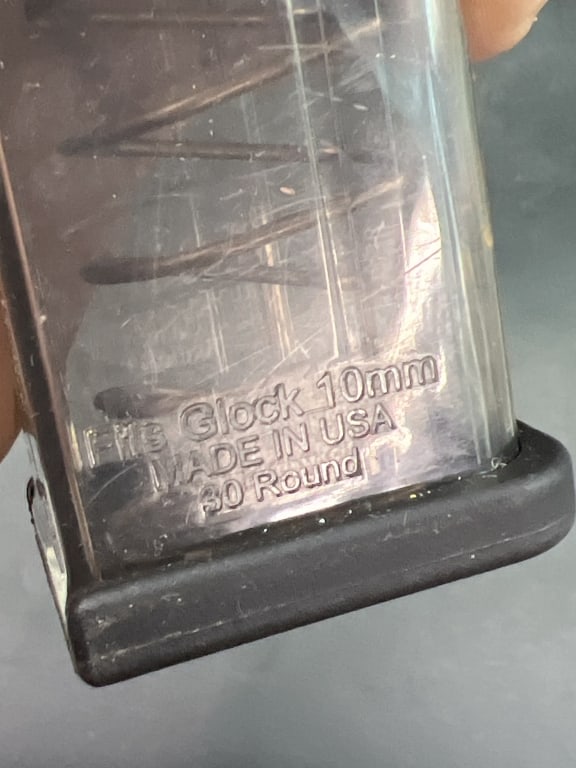 Fits Glock 10mm
MADE IN USA
30 Round